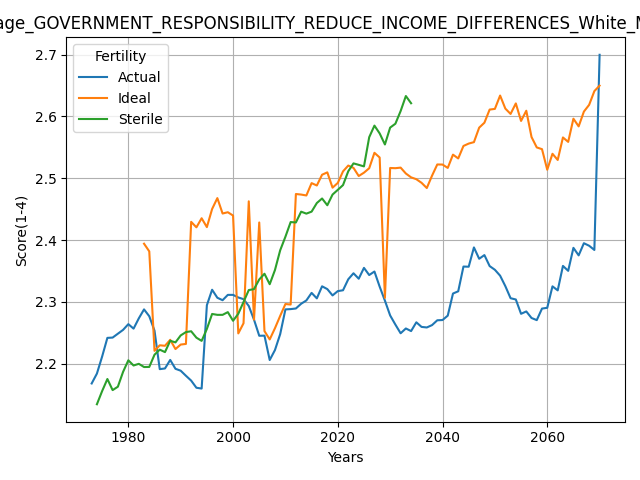 age_GOVERNMENT_RESPONSIBILITY_REDUCE_INCOME_DIFFERENCES_White_M
Fertility
Actual
Ideal
Sterile
Score(1-4)
2.7
2.6
2.5
2.4
2.3
2.2
1980 2000 2020 2040 2060
Years